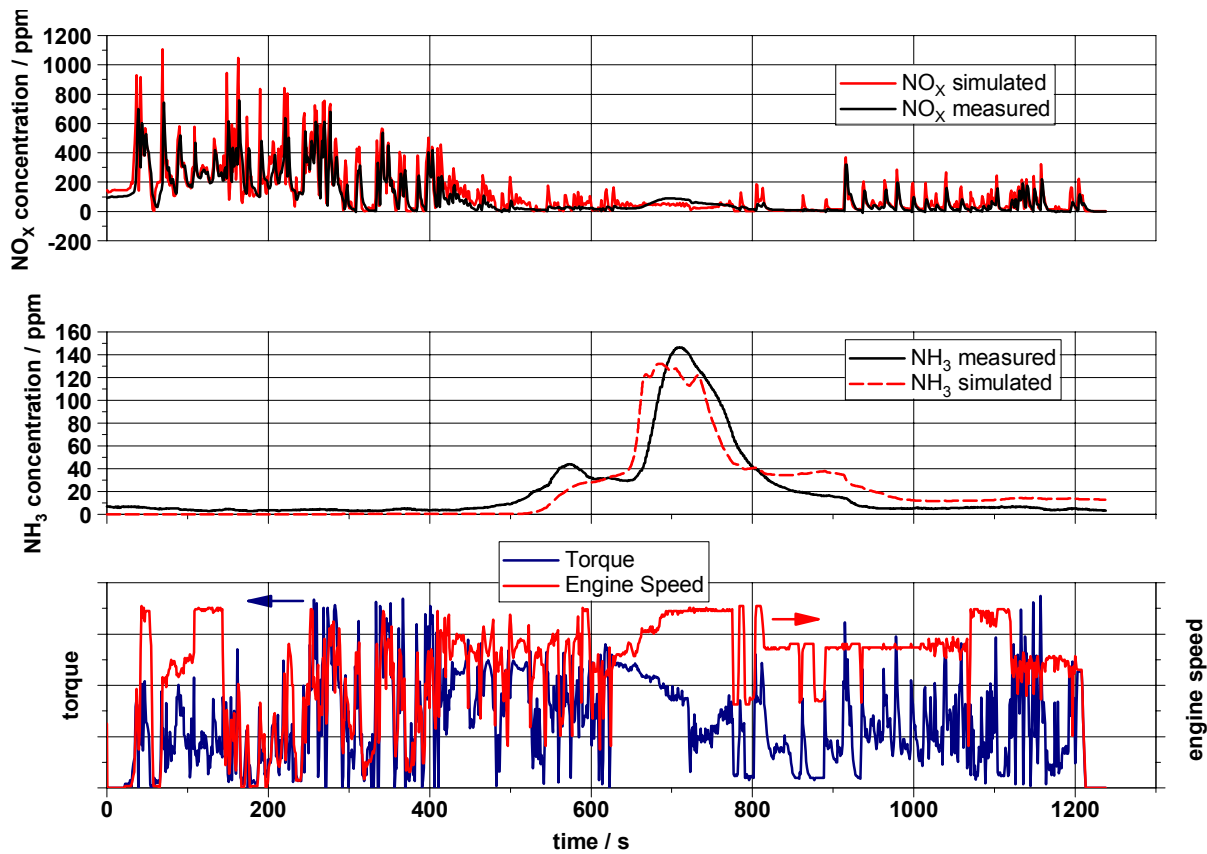 NOX concentration / ppm
1200
1000
800
600
400
200
0
-200
NOX simulated
NOX measured
NH3 concentration / ppm
160
140
120
100
80
60
40
20
0
NH3 measured
NH3 simulated
Torque
Engine Speed
torque
engine speed
0 200 400 600 800 1000 1200
time / s